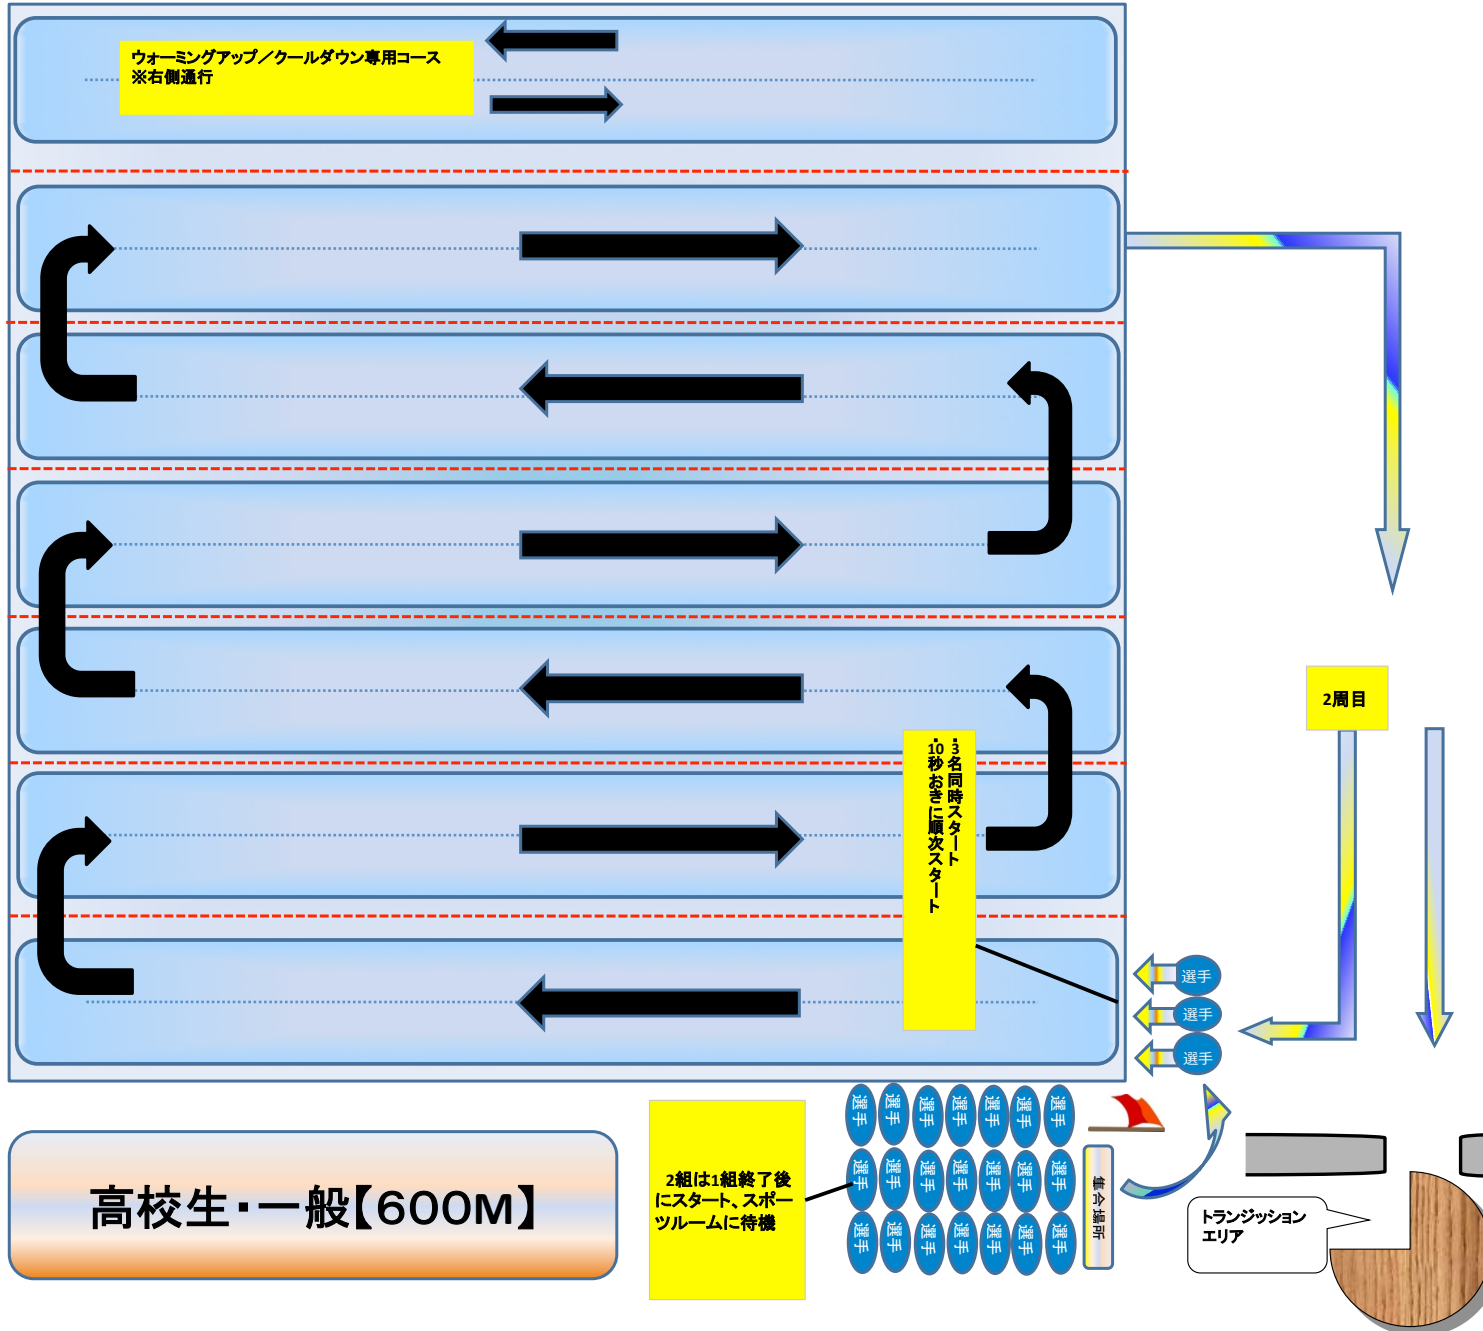 ウォーミングアップ／クールダウン専用コース
※右側通行
2周目
・3名同時スタート
・10秒おきに順次スタート
選手
選手
選手
選手 選手 選手 選手 選手 選手 選手
選手 選手 選手 選手 選手 選手 選手
選手 選手 選手 選手 選手 選手 選手
集合場所
2組は1組終了後
にスタート、スポー
ツルームに待機
高校生・一般【600M】
トランジッション
エリア